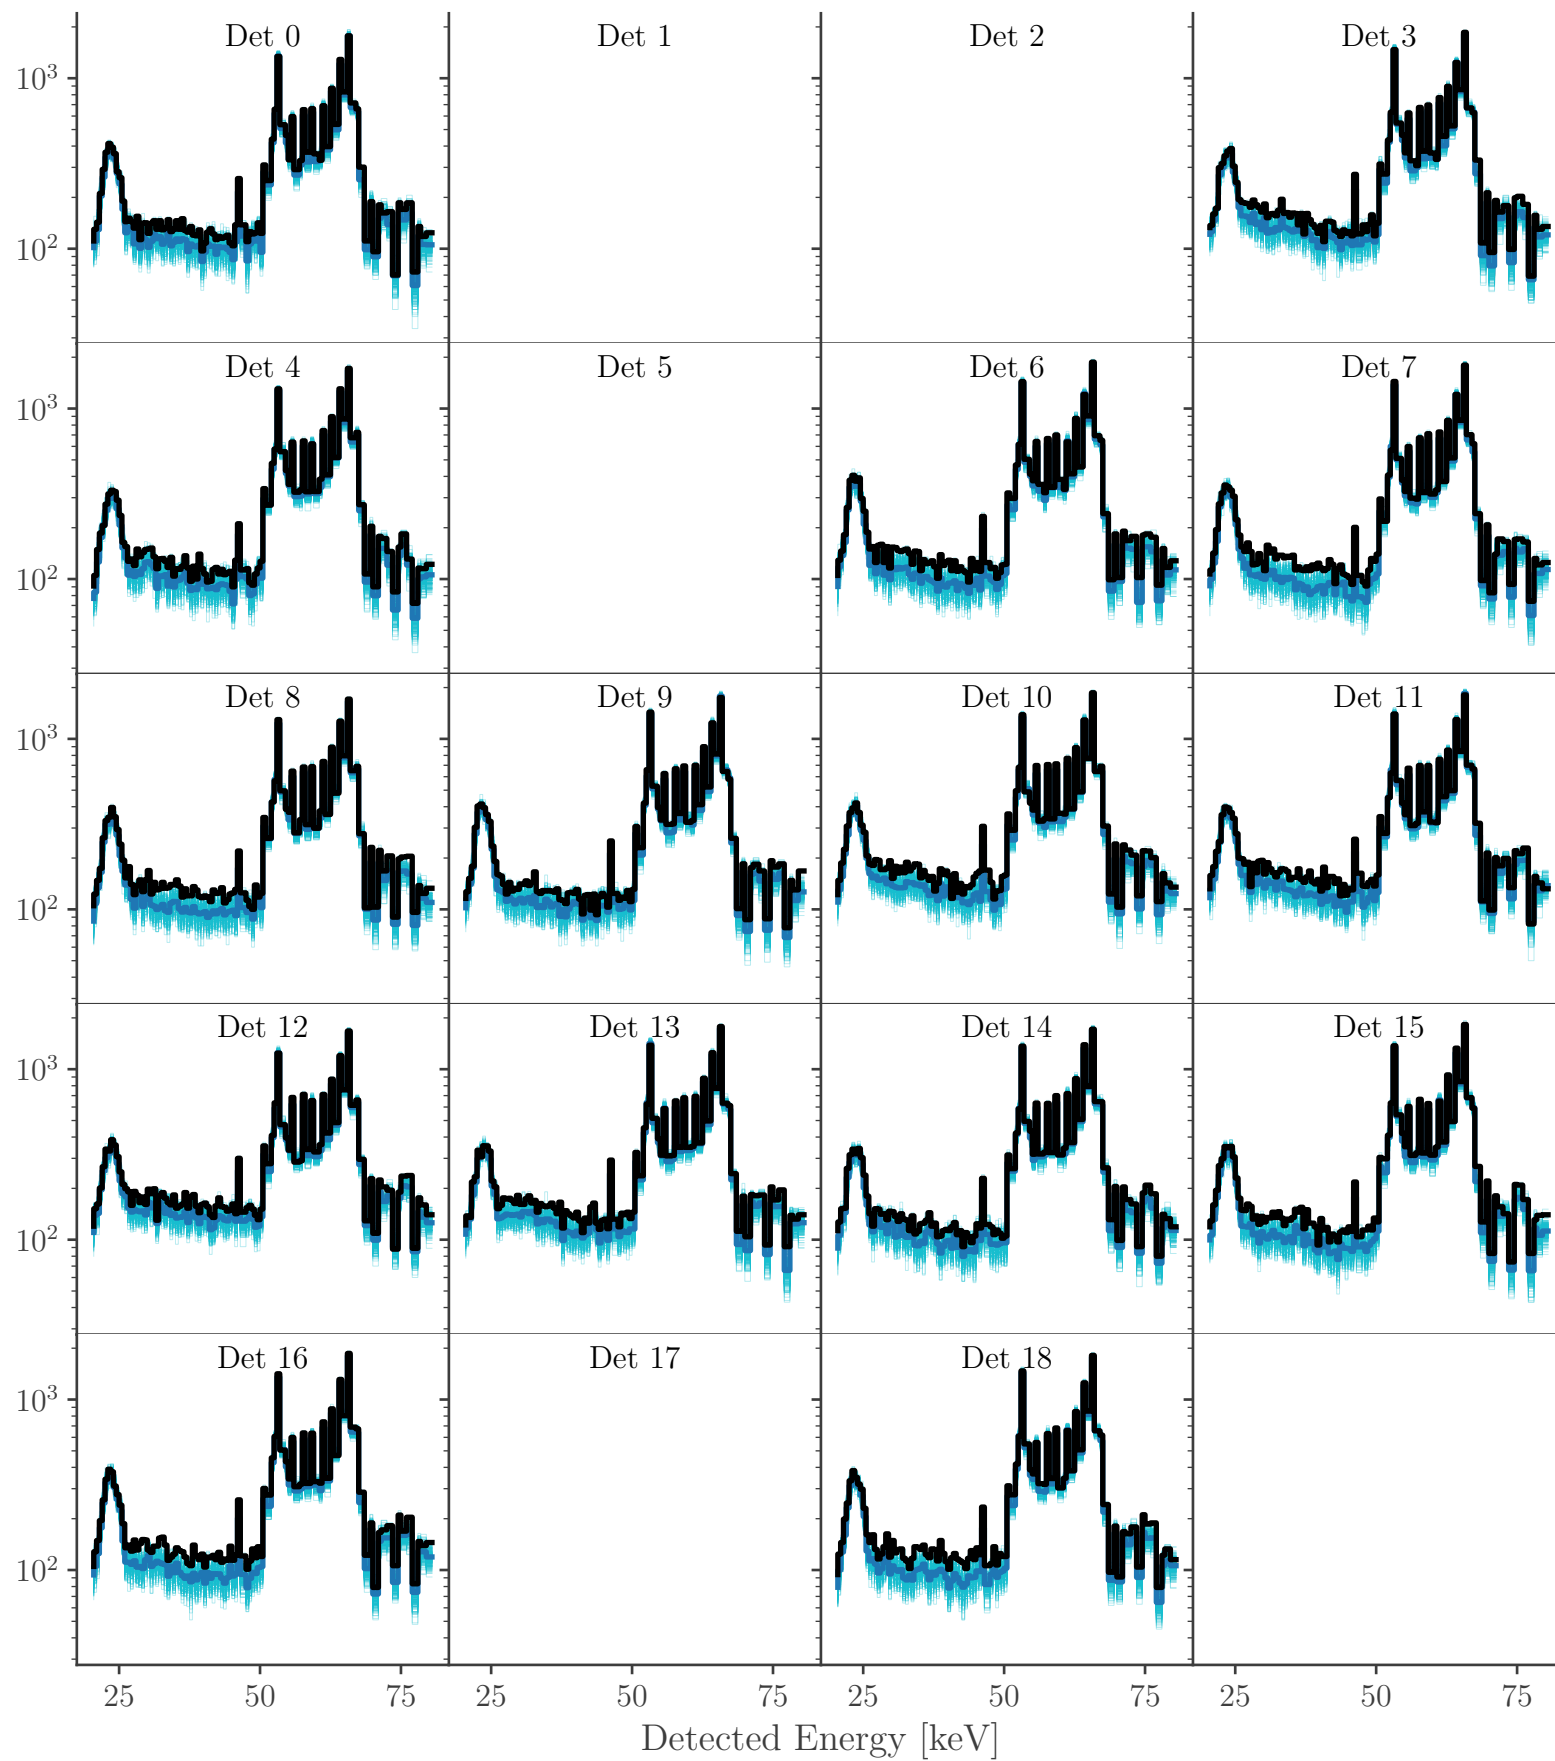 Det 0 Det 1 Det 2 Det 3
10^3
10^2
Det 4 Det 5 Det 6 Det 7
10^3
10^2
Det 8 Det 9 Det 10 Det 11
10^3
10^2
Det 12 Det 13 Det 14 Det 15
10^3
10^2
Det 16 Det 17 Det 18
10^3
10^2
25 50 75 25 50 75 25 50 75 25 50 75
Detected Energy [keV]